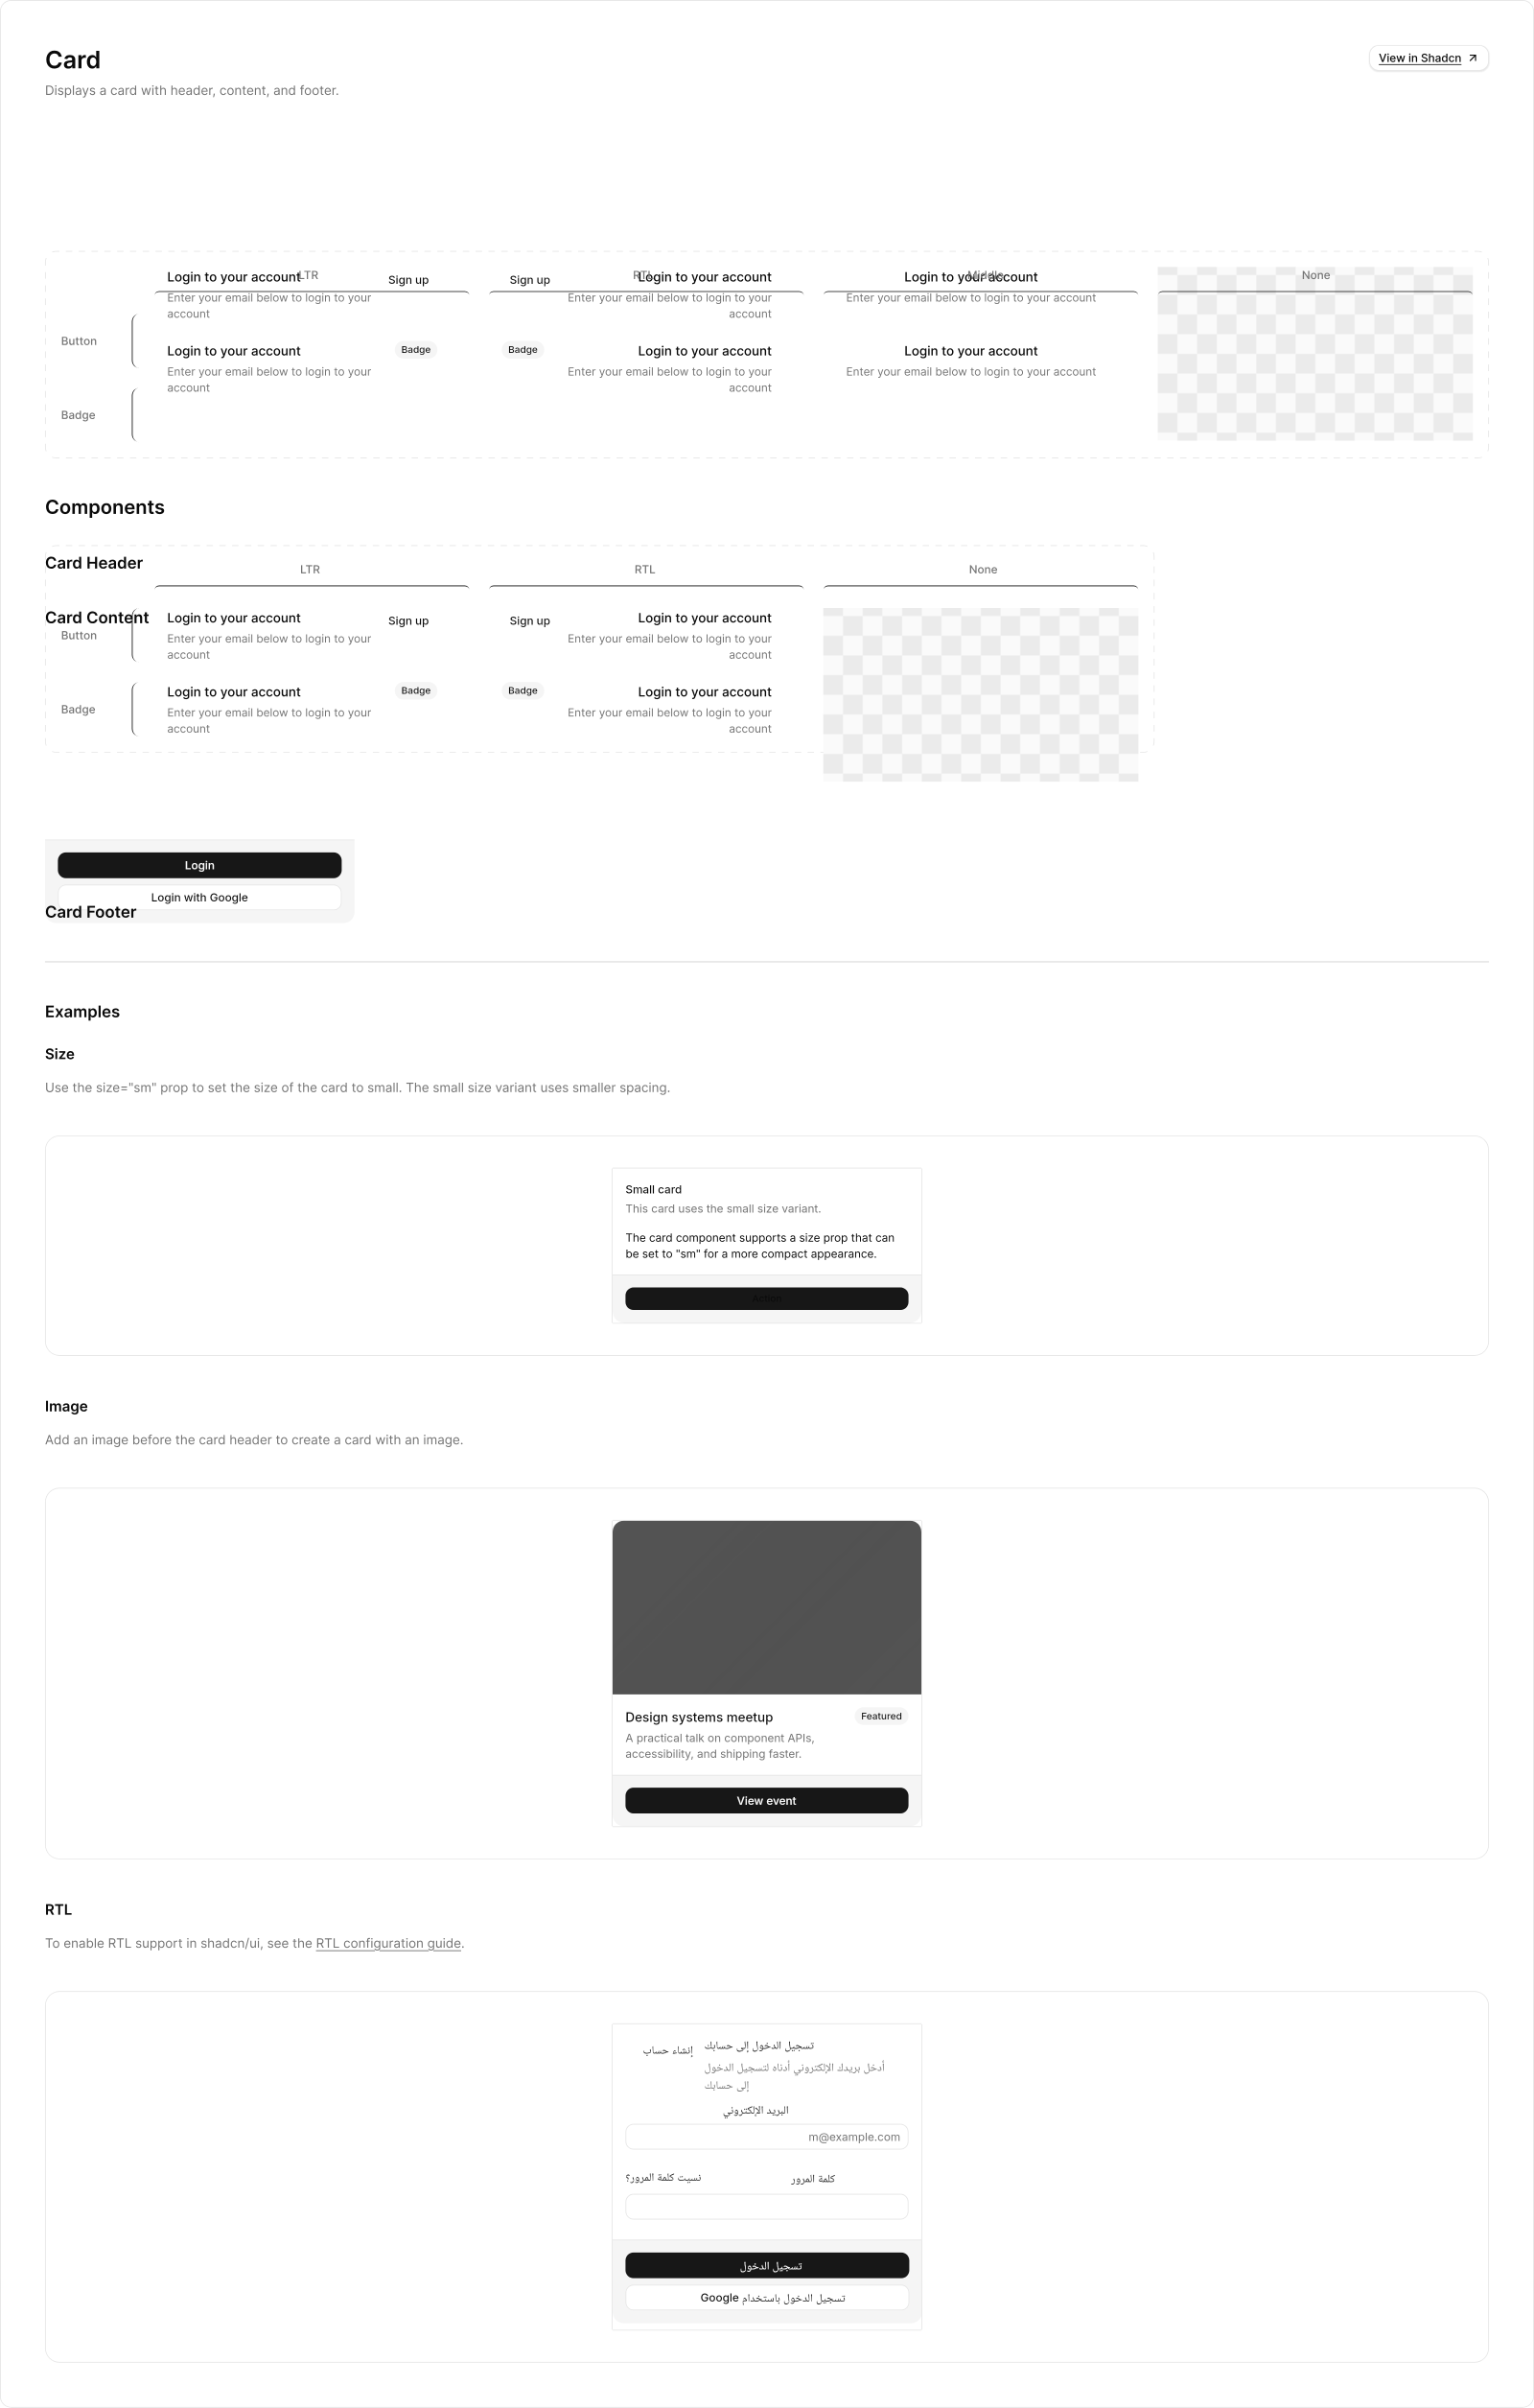 Card
View in Shadcn
Displays a card with header, content, and footer.
LTR
RTL
Middle
None
Login to your account
Sign up
Sign up
Login to your account
Login to your account
Enter your email below to login to your
account
Enter your email below to login to your
account
Enter your email below to login to your account
Button
Login to your account
Badge
Badge
Login to your account
Login to your account
Enter your email below to login to your
account
Enter your email below to login to your
account
Enter your email below to login to your account
Badge
Components
Card Header
LTR
RTL
None
Card Content
Button
Login to your account
Sign up
Sign up
Login to your account
Enter your email below to login to your
account
Enter your email below to login to your
account
Badge
Login to your account
Badge
Badge
Login to your account
Enter your email below to login to your
account
Enter your email below to login to your
account
Login
Login with Google
Card Footer
Examples
Size
Use the size="sm" prop to set the size of the card to small. The small size variant uses smaller spacing.
Small card
This card uses the small size variant.
The card component supports a size prop that can
be set to "sm" for a more compact appearance.
Action
Image
Add an image before the card header to create a card with an image.
Design systems meetup
Featured
A practical talk on component APIs,
accessibility, and shipping faster.
View event
RTL
To enable RTL support in shadcn/ui, see the RTL configuration guide.
تسجيل الدخول إلى حسابك
إنشاء حساب
أدخل بريدك الإلكتروني أدناه لتسجيل الدخول
إلى حسابك
البريد الإلكتروني
m@example.com
كلمة المرور
نسيت كلمة المرور؟
تسجيل الدخول
تسجيل الدخول باستخدام Google